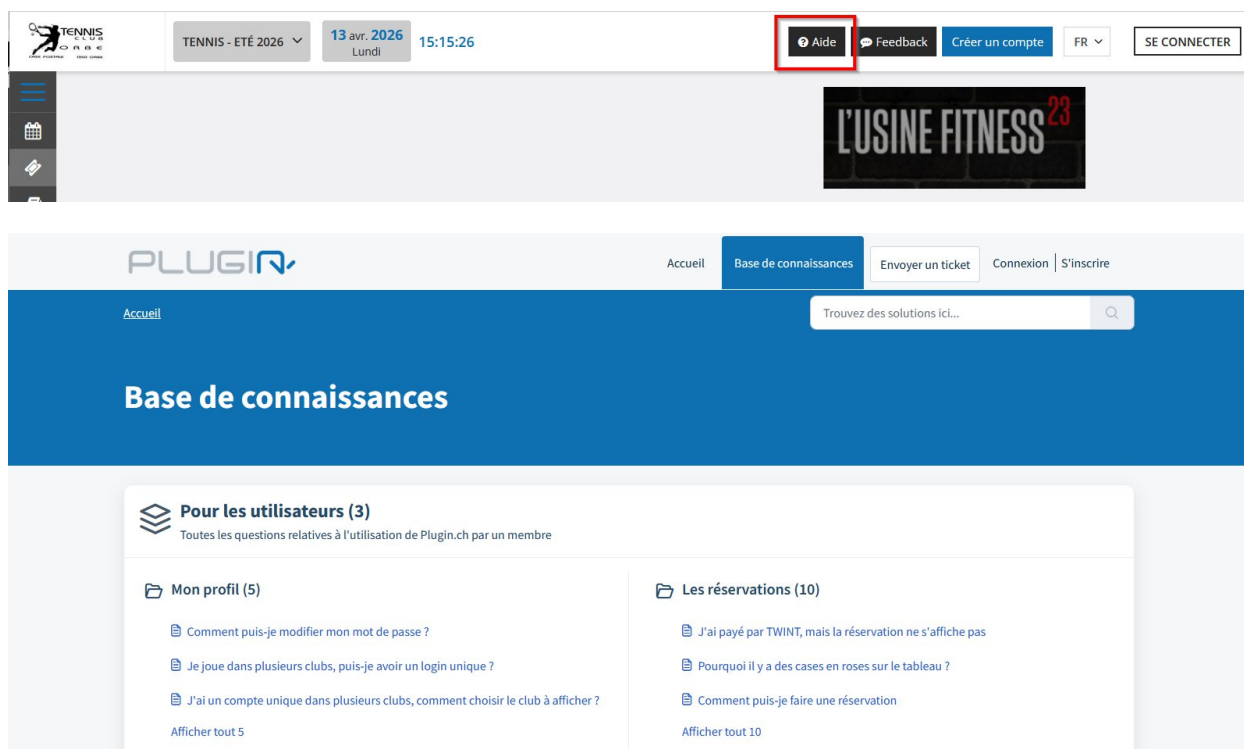 TENNIS
CLUB
ORBE
TENNIS - ETÉ 2026
13 avr. 2026
Lundi
15:15:26
Aide
Feedback
Créer un compte
FR
SE CONNECTER
L'USINE FITNESS 23
PLUGIN
Accueil
Base de connaissances
Envoyer un ticket
Connexion
S'inscrire
Accueil
Trouvez des solutions ici...
Base de connaissances
Pour les utilisateurs (3)
Toutes les questions relatives à l'utilisation de Plugin.ch par un membre
Mon profil (5)
Comment puis-je modifier mon mot de passe ?
Je joue dans plusieurs clubs, puis-je avoir un login unique ?
J'ai un compte unique dans plusieurs clubs, comment choisir le club à afficher ?
Afficher tout 5
Les réservations (10)
J'ai payé par TWINT, mais la réservation ne s'affiche pas
Pourquoi il y a des cases en roses sur le tableau ?
Comment puis-je faire une réservation
Afficher tout 10